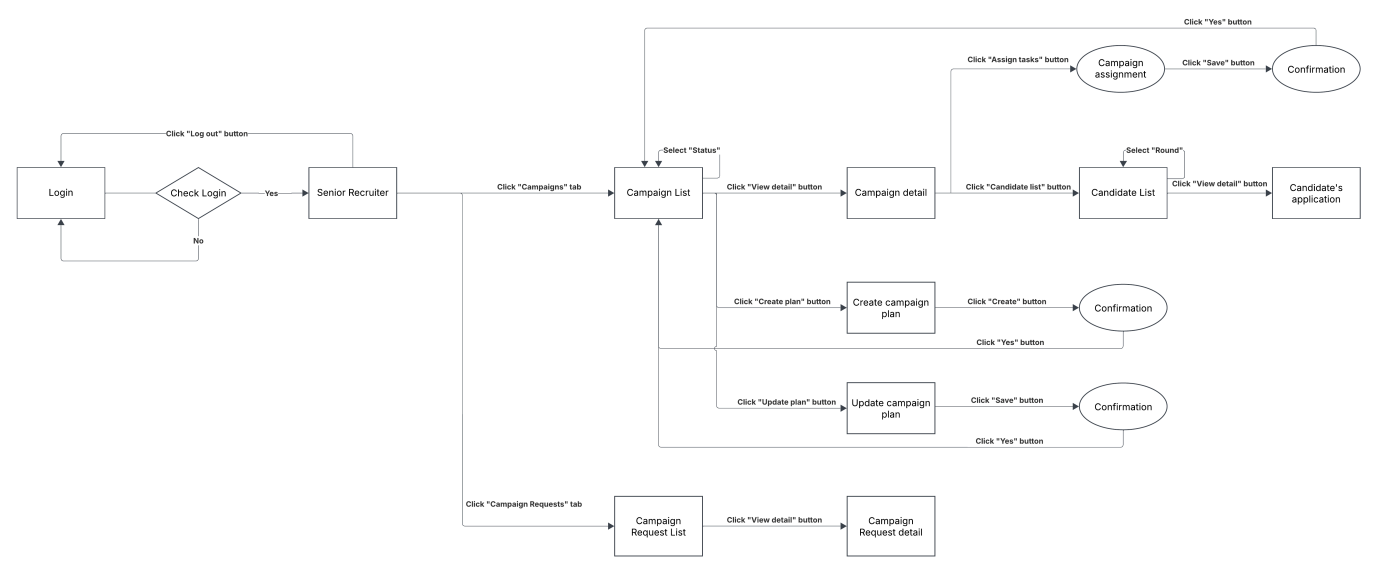 Click "Yes" button
Click "Assign tasks" button
Campaign
assignment
Click "Save" button
Confirmation
Click "Log out" button
Select "Status"
Select "Round"
Login
Check Login
Yes
Senior Recruiter
Click "Campaigns" tab
Campaign List
Click "View detail" button
Campaign detail
Click "Candidate list" button
Candidate List
Click "View detail" button
Candidate's
application
No
Click "Create plan" button
Create campaign
plan
Click "Create" button
Confirmation
Click "Yes" button
Click "Update plan" button
Update campaign
plan
Click "Save" button
Confirmation
Click "Yes" button
Click "Campaign Requests" tab
Campaign
Request List
Click "View detail" button
Campaign
Request detail